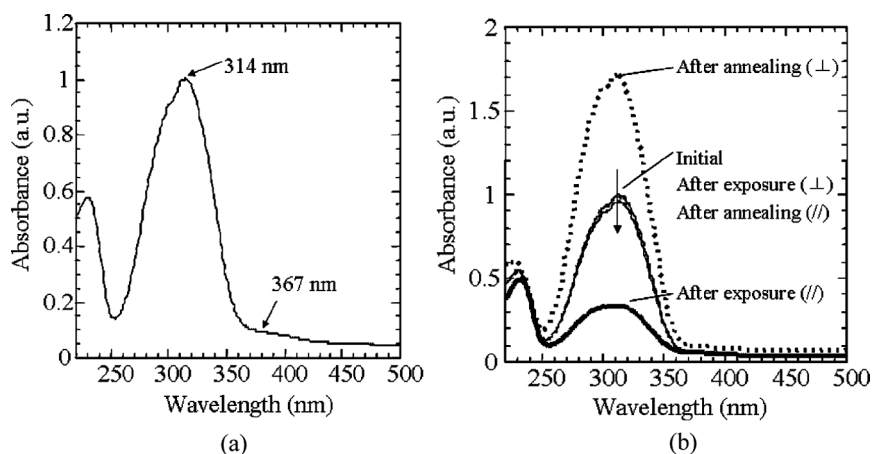 1.2
1
0.8
0.6
0.4
0.2
0
Absorbance (a.u.)
314 nm
367 nm
250 300 350 400 450 500
Wavelength (nm)
(a)
2
1.5
1
0.5
0
Absorbance (a.u.)
After annealing (⊥)
Initial
After exposure (⊥)
After annealing (//)
After exposure (//)
250 300 350 400 450 500
Wavelength (nm)
(b)